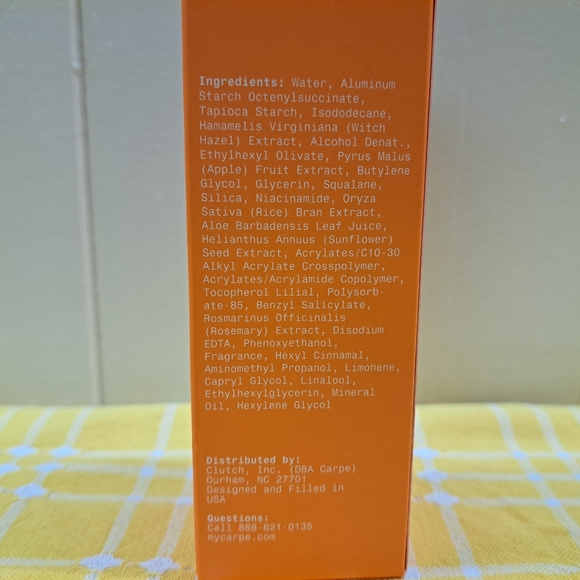 Ingredients: Water, Aluminum
Starch Octenylsuccinate,
Tapioca Starch, Isododecane,
Hamamelis Virginiana (Witch
Hazel) Extract, Alcohol Denat.,
Ethylhexyl Olivate, Pyrus Malus
(Apple) Fruit Extract, Butylene
Glycol, Glycerin, Squalane,
Silica, Niacinamide, Oryza
Sativa (Rice) Bran Extract,
Aloe Barbadensis Leaf Juice,
Helianthus Annuus (Sunflower)
Seed Extract, Acrylates/C10-30
Alkyl Acrylate Crosspolymer,
Acrylates/Acrylamide Copolymer,
Tocopherol Lilial, Polysorb-
ate-85, Benzyl Salicylate,
Rosmarinus Officinalis
(Rosemary) Extract, Disodium
EDTA, Phenoxyethanol,
Fragrance, Hexyl Cinnamal,
Aminomethyl Propanol, Limonene,
Capryl Glycol, Linalool,
Ethylhexylglycerin, Mineral
Oil, Hexylene Glycol
Distributed by:
Clutch, Inc. (DBA Carpe)
Durham, NC 27701
Designed and Filled in
USA
Questions:
Call 888-621-0135
mycarpe.com